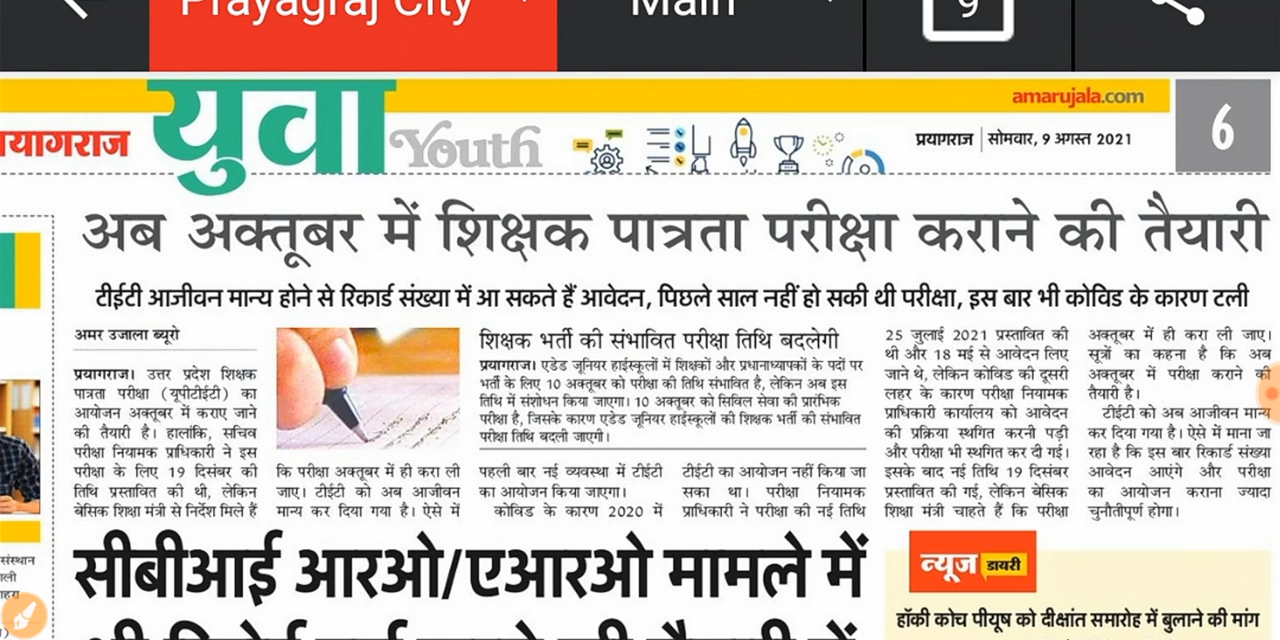 Prayagraj City
Main
9
amarujala.com
6
युवा
Youth
प्रयागराज | सोमवार, 9 अगस्त 2021
अब अक्तूबर में शिक्षक पात्रता परीक्षा कराने की तैयारी
टीईटी आजीवन मान्य होने से रिकार्ड संख्या में आ सकते हैं आवेदन, पिछले साल नहीं हो सकी थी परीक्षा, इस बार भी कोविड के कारण टली
अमर उजाला ब्यूरो
प्रयागराज। उत्तर प्रदेश शिक्षक
पात्रता परीक्षा (यूपीटीईटी) का
आयोजन अक्तूबर में कराए जाने
की तैयारी है। हालांकि, सचिव
परीक्षा नियामक प्राधिकारी ने इस
परीक्षा के लिए 19 दिसंबर की
तिथि प्रस्तावित की थी, लेकिन
बेसिक शिक्षा मंत्री से निर्देश मिले हैं
कि परीक्षा अक्तूबर में ही करा ली
जाए। टीईटी को अब आजीवन
मान्य कर दिया गया है। ऐसे में
शिक्षक भर्ती की संभावित परीक्षा तिथि बदलेगी
प्रयागराज। एडेड जूनियर हाईस्कूलों में शिक्षकों और प्रधानाध्यापकों के पदों पर
भर्ती के लिए 10 अक्तूबर को परीक्षा की तिथि संभावित है, लेकिन अब इस
तिथि में संशोधन किया जाएगा। 10 अक्तूबर को सिविल सेवा की प्रारंभिक
परीक्षा है, जिसके कारण एडेड जूनियर हाईस्कूलों की शिक्षक भर्ती की संभावित
परीक्षा तिथि बदली जाएगी।
पहली बार नई व्यवस्था में टीईटी
का आयोजन किया जाएगा।
कोविड के कारण 2020 में
टीईटी का आयोजन नहीं किया जा
सका था। परीक्षा नियामक
प्राधिकारी ने परीक्षा की नई तिथि
25 जुलाई 2021 प्रस्तावित की
थी और 18 मई से आवेदन लिए
जाने थे, लेकिन कोविड की दूसरी
लहर के कारण परीक्षा नियामक
प्राधिकारी कार्यालय को आवेदन
की प्रक्रिया स्थगित करनी पड़ी
और परीक्षा भी स्थगित कर दी गई।
इसके बाद नई तिथि 19 दिसंबर
प्रस्तावित की गई, लेकिन बेसिक
शिक्षा मंत्री चाहते हैं कि परीक्षा
अक्तूबर में ही करा ली जाए।
सूत्रों का कहना है कि अब
अक्तूबर में परीक्षा कराने की
तैयारी है।
टीईटी को अब आजीवन मान्य
कर दिया गया है। ऐसे में माना जा
रहा है कि इस बार रिकार्ड संख्या
आवेदन आएंगे और परीक्षा
का आयोजन कराना ज्यादा
चुनौतीपूर्ण होगा।
संस्थान
सीबीआई आरओ/एआरओ मामले में
न्यूज डायरी
हॉकी कोच पीयूष को दीक्षांत समारोह में बुलाने की मांग